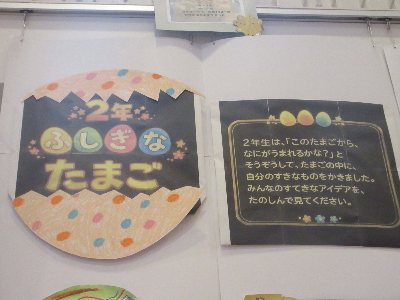 2年
ふしぎな
たまご
2年生は、「このたまごから、
なにがうまれるかな?」と
そうぞうして、たまごの中に、
自分のすきなものをかきました。
みんなのすてきなアイデアを、
たのしんで見てください。